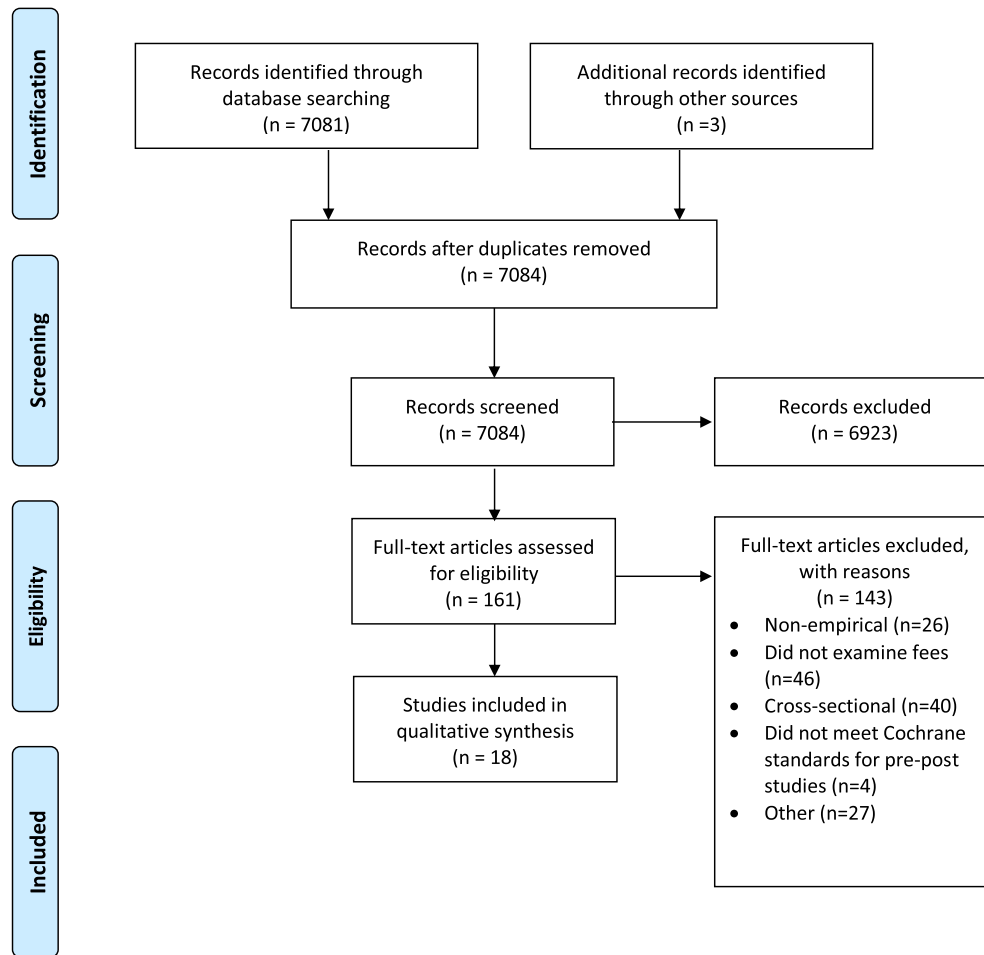 Identification
Records identified through
database searching
(n = 7081)
Additional records identified
through other sources
(n =3)
Records after duplicates removed
(n = 7084)
Screening
Records screened
(n = 7084)
Records excluded
(n = 6923)
Eligibility
Full-text articles assessed
for eligibility
(n = 161)
Full-text articles excluded,
with reasons
(n = 143)
• Non-empirical (n=26)
• Did not examine fees
(n=46)
• Cross-sectional (n=40)
• Did not meet Cochrane
standards for pre-post
studies (n=4)
• Other (n=27)
Studies included in
qualitative synthesis
(n = 18)
Included